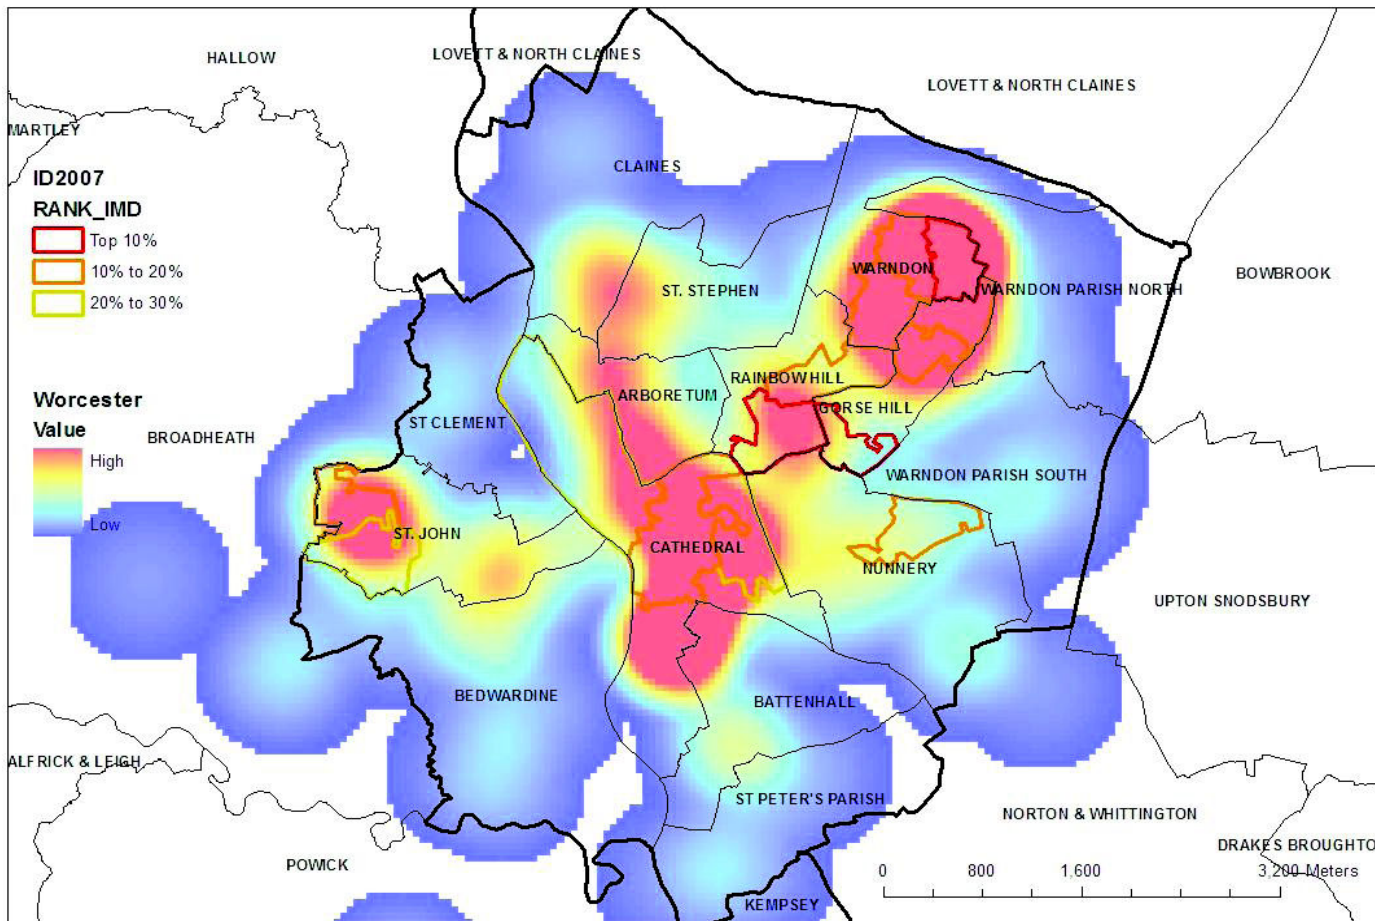 HALLOW
LOVETT & NORTH CLAINES
LOVETT & NORTH CLAINES
MARTLEY
CLAINES
ID2007
RANK_IMD
Top 10%
10% to 20%
20% to 30%
WARNDON
BOWBROOK
ST. STEPHEN
WARNDON PARISH NORTH
RAINBOW HILL
ARBORETUM
GORSE HILL
Worcester
Value
High
Low
BROADHEATH
ST CLEMENT
WARNDON PARISH SOUTH
ST. JOHN
CATHEDRAL
NUNNERY
UPTON SNODSBURY
BEDWARDINE
BATTENHALL
ALFRICK & LEIGH
ST PETER'S PARISH
NORTON & WHITTINGTON
POWICK
DRAKES BROUGHTO
0 800 1,600 3,200 Meters
KEMPSEY